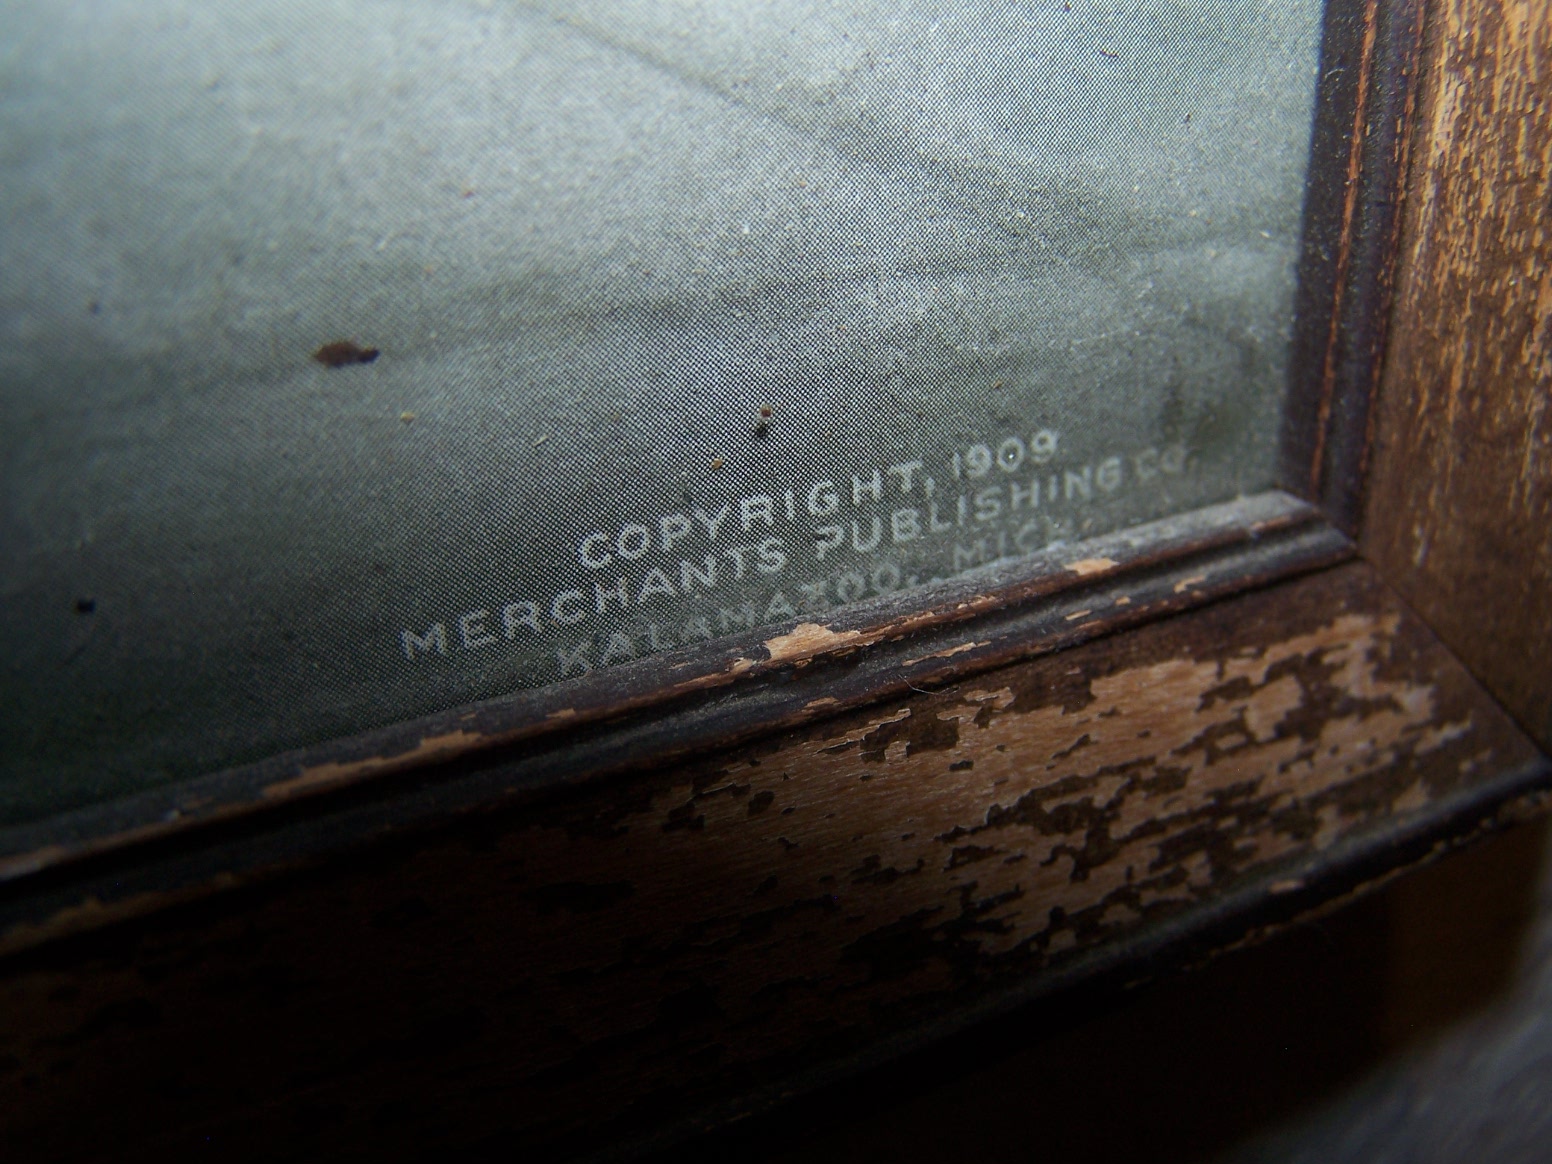 COPYRIGHT, 1909
MERCHANTS PUBLISHING CO.
KALAMAZOO, MICH.